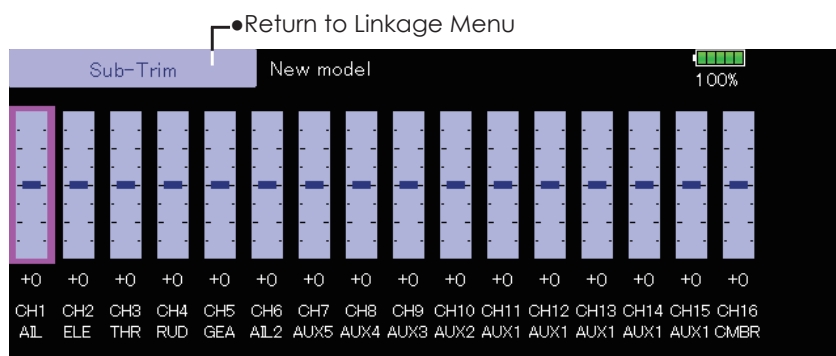 ●Return to Linkage Menu
Sub-Trim New model
100%
+0 +0 +0 +0 +0 +0 +0 +0 +0 +0 +0 +0 +0 +0 +0 +0
CH1 CH2 CH3 CH4 CH5 CH6 CH7 CH8 CH9 CH10 CH11 CH12 CH13 CH14 CH15 CH16
AIL ELE THR RUD GEA AIL2 AUX5 AUX4 AUX3 AUX2 AUX1 AUX1 AUX1 AUX1 AUX1 CMBR